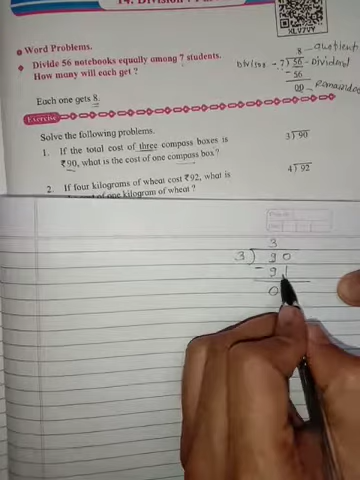 14. Division
XLV7VY
Word Problems.
Divide 56 notebooks equally among 7 students.
How many will each get ?
8 - quotient
Divisor - 7) 56 - Dividend
- 56
00 - Remainder
Each one gets 8.
Exercise
Solve the following problems.
1. If the total cost of three compass boxes is
₹90, what is the cost of one compass box?
3) 90
2. If four kilograms of wheat cost ₹92, what is
of one kilogram of wheat ?
4) 92
3
3 ) 90
- 9
0